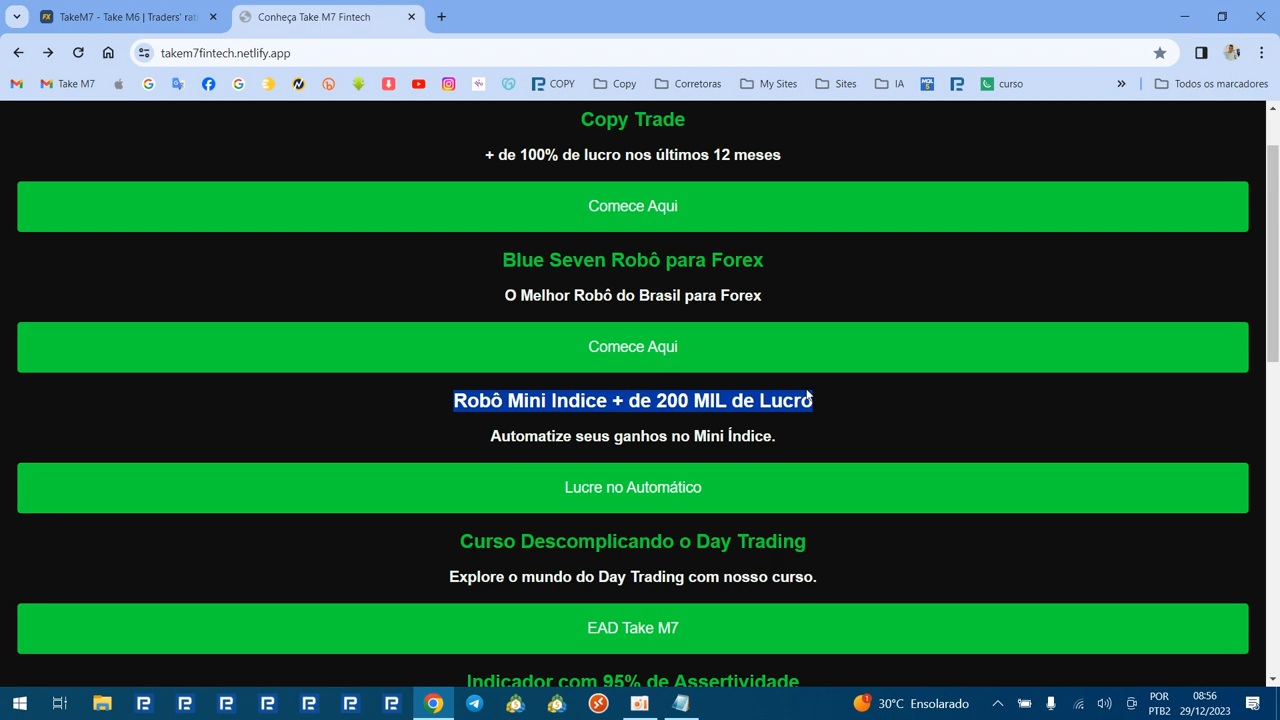 TakeM7 - Take M6 | Traders' rat
Conheça Take M7 Fintech
takem7fintech.netlify.app
Take M7
COPY
Copy
Corretoras
My Sites
Sites
IA
curso
Todos os marcadores
Copy Trade
+ de 100% de lucro nos últimos 12 meses
Comece Aqui
Blue Seven Robô para Forex
O Melhor Robô do Brasil para Forex
Comece Aqui
Robô Mini Indice + de 200 MIL de Lucro
Automatize seus ganhos no Mini Índice.
Lucre no Automático
Curso Descomplicando o Day Trading
Explore o mundo do Day Trading com nosso curso.
EAD Take M7
Indicador com 95% de Assertividade
30°C Ensolarado
POR
PTB2
08:56
29/12/2023